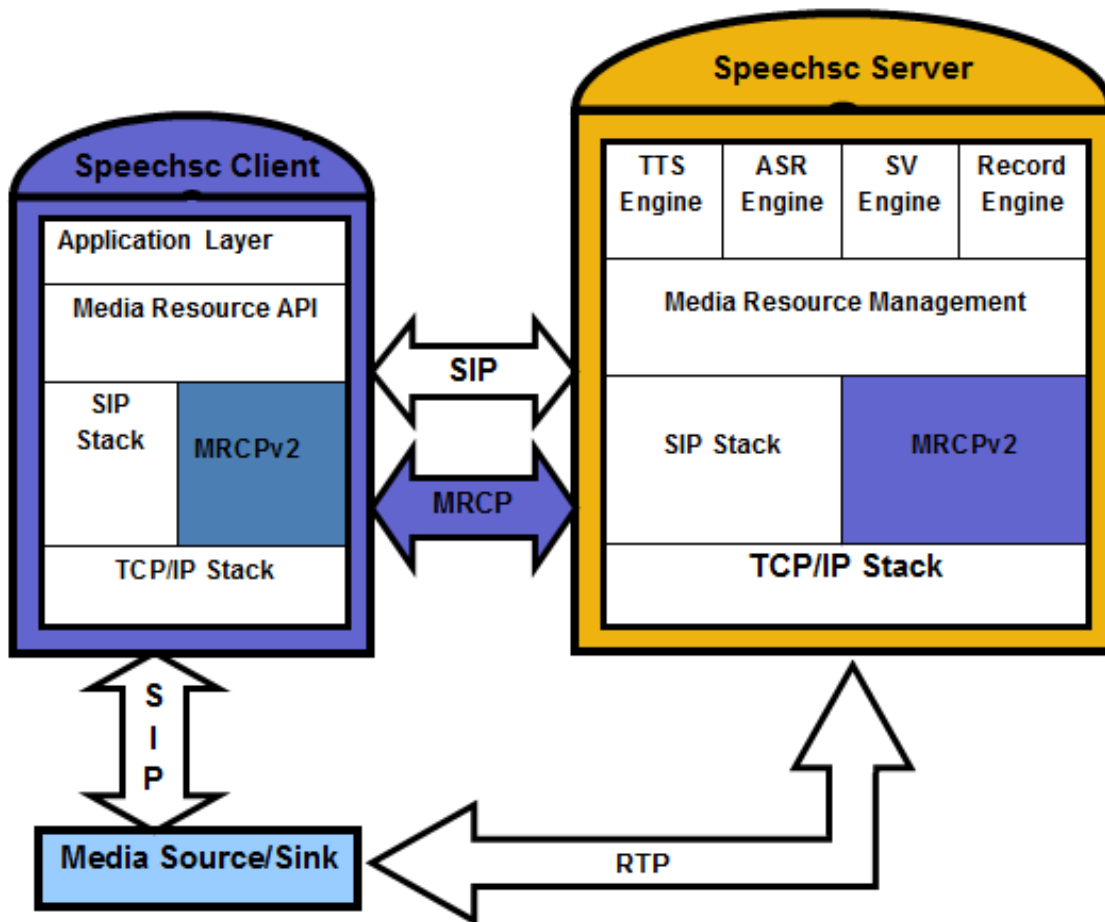 Speechsc Server
Speechsc Client
TTS Engine
ASR Engine
SV Engine
Record Engine
Application Layer
Media Resource API
Media Resource Management
SIP
SIP Stack
MRCPv2
SIP Stack
MRCPv2
MRCP
TCP/IP Stack
TCP/IP Stack
S
I
P
Media Source/Sink
RTP